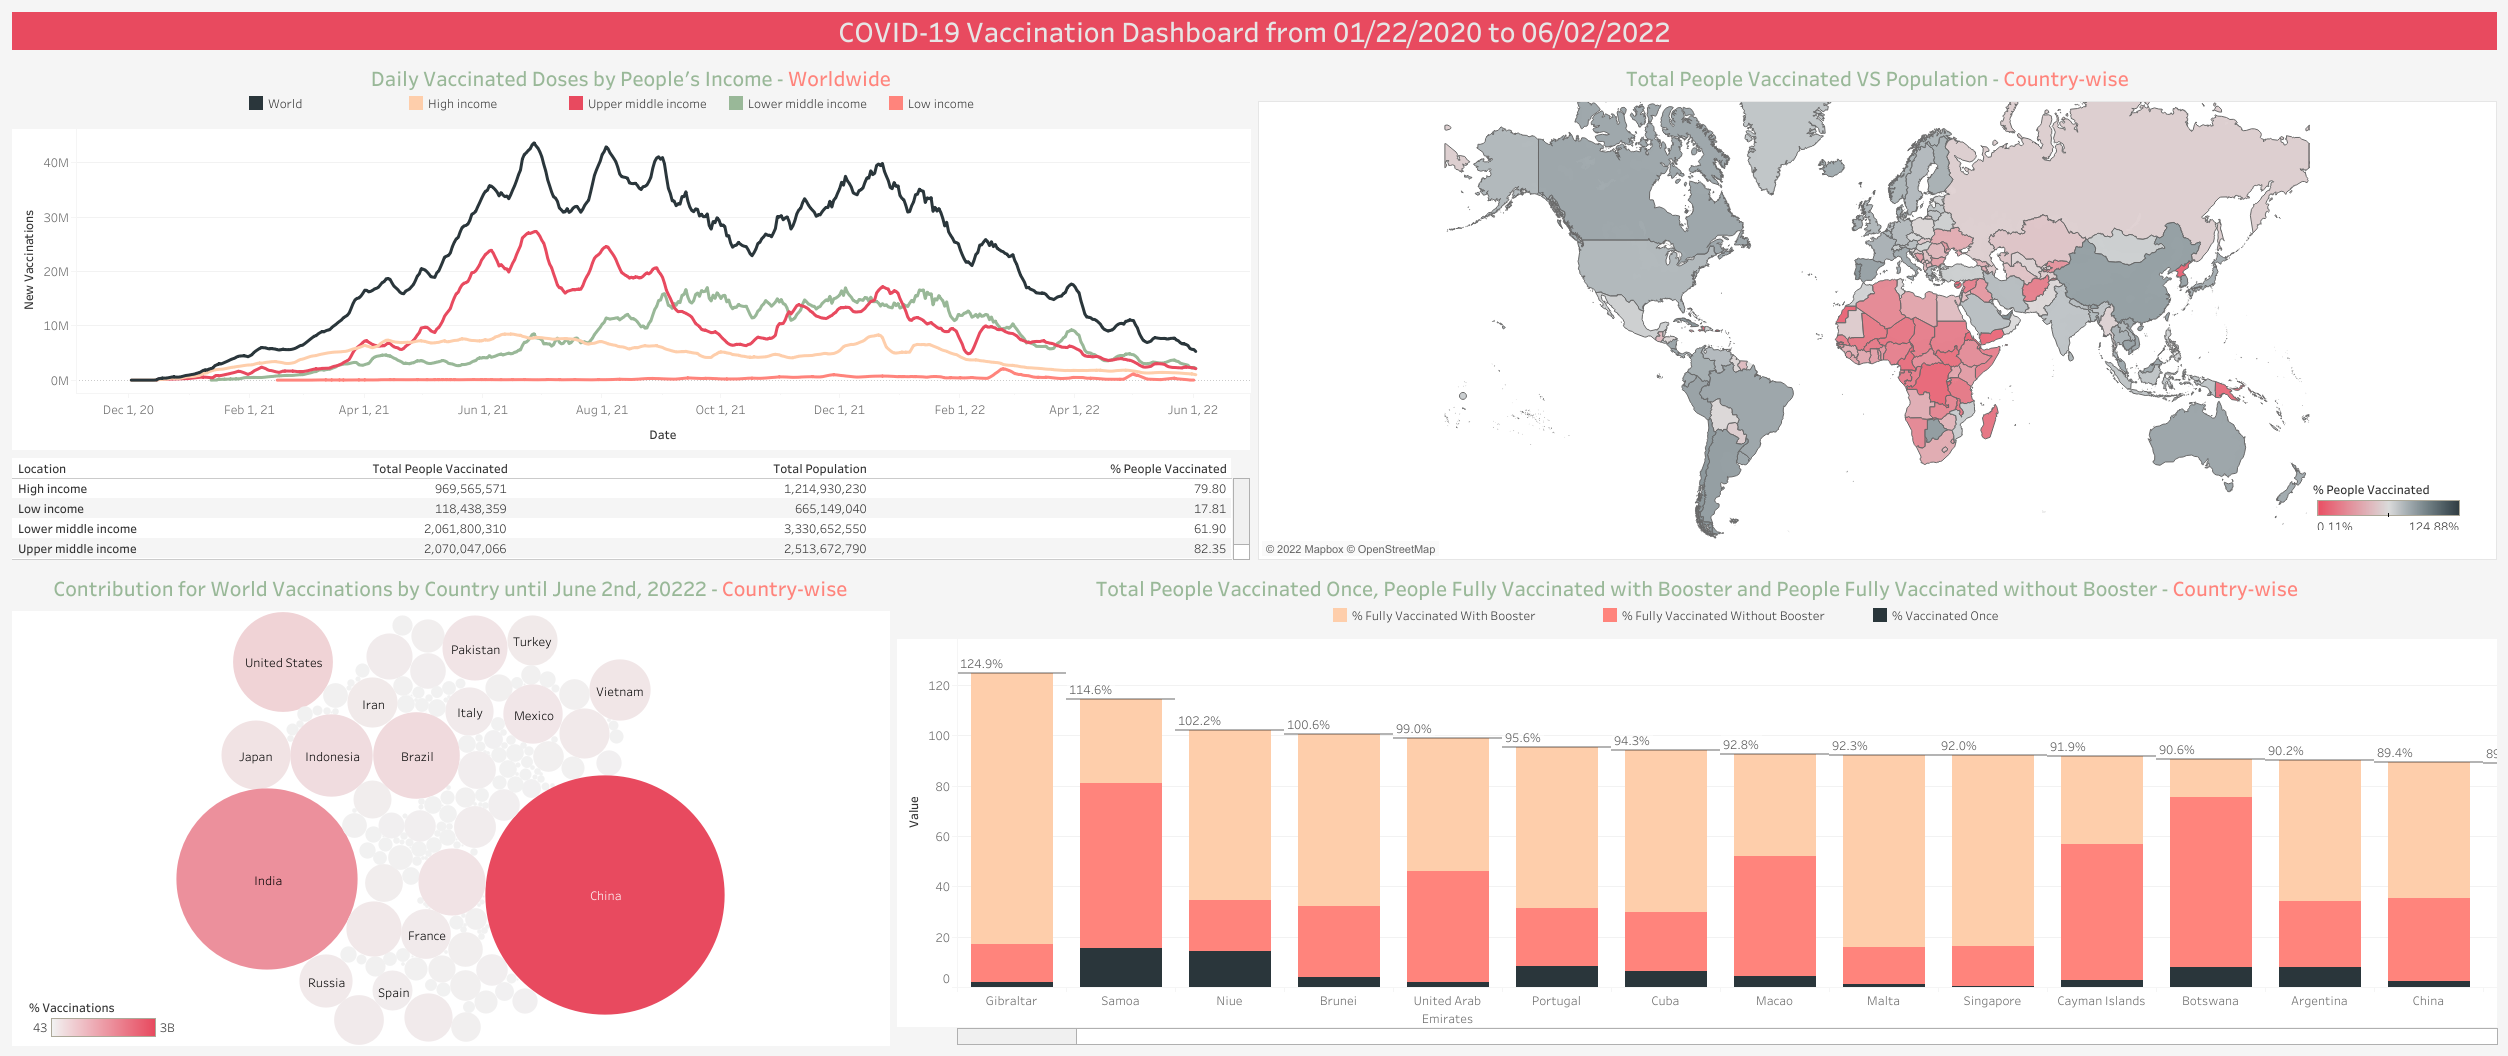 COVID-19 Vaccination Dashboard from 01/22/2020 to 06/02/2022
Daily Vaccinated Doses by People's Income - Worldwide
World High income Upper middle income Lower middle income Low income
New Vaccinations
40M
30M
20M
10M
0M
Dec 1, 20 Feb 1, 21 Apr 1, 21 Jun 1, 21 Aug 1, 21 Oct 1, 21 Dec 1, 21 Feb 1, 22 Apr 1, 22 Jun 1, 22
Date
Location Total People Vaccinated Total Population % People Vaccinated
High income 969,565,571 1,214,930,230 79.80
Low income 118,438,359 665,149,040 17.81
Lower middle income 2,061,800,310 3,330,652,550 61.90
Upper middle income 2,070,047,066 2,513,672,790 82.35
Total People Vaccinated VS Population - Country-wise
% People Vaccinated
0.11% 124.88%
© 2022 Mapbox © OpenStreetMap
Contribution for World Vaccinations by Country until June 2nd, 20222 - Country-wise
United States
Pakistan
Turkey
Vietnam
Iran
Italy
Mexico
Japan
Indonesia
Brazil
India
China
France
Russia
Spain
% Vaccinations
43 3B
Total People Vaccinated Once, People Fully Vaccinated with Booster and People Fully Vaccinated without Booster - Country-wise
% Fully Vaccinated With Booster % Fully Vaccinated Without Booster % Vaccinated Once
Value
120
100
80
60
40
20
0
124.9%
114.6%
102.2%
100.6%
99.0%
95.6%
94.3%
92.8%
92.3%
92.0%
91.9%
90.6%
90.2%
89.4%
Gibraltar Samoa Niue Brunei United Arab Portugal Cuba Macao Malta Singapore Cayman Islands Botswana Argentina China
Emirates